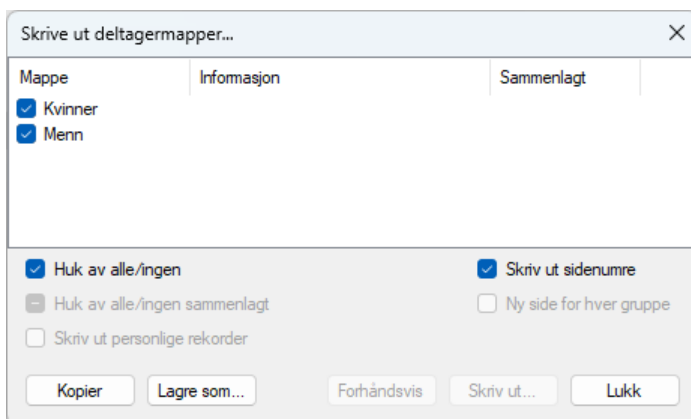 Skrive ut deltagermapper...
Mappe Informasjon Sammenlagt
Kvinner
Menn
Huk av alle/ingen Skriv ut sidenumre
Huk av alle/ingen sammenlagt Ny side for hver gruppe
Skriv ut personlige rekorder
Kopier Lagre som... Forhåndsvis Skriv ut... Lukk